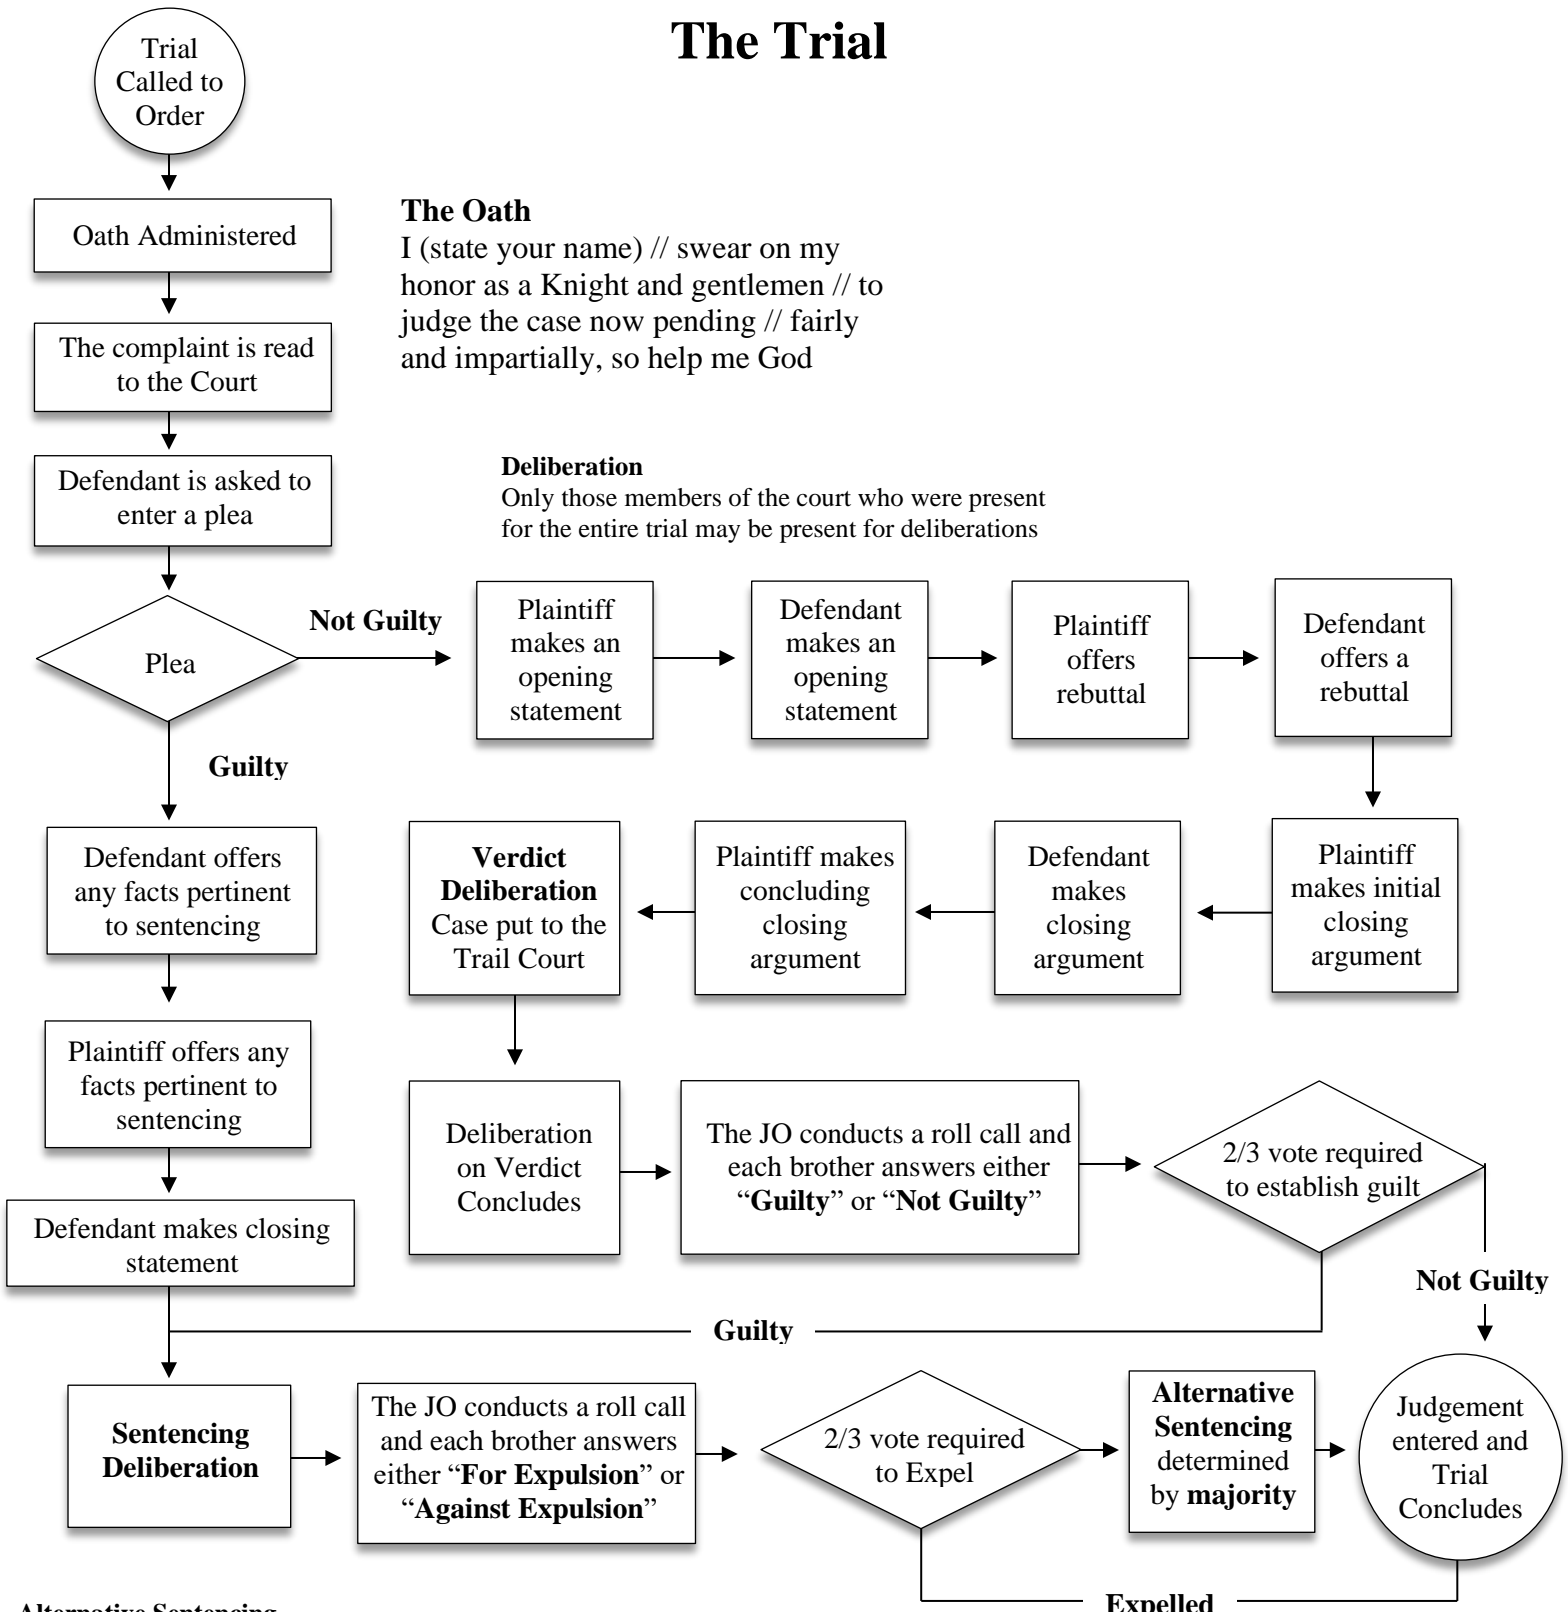 The Trial
Trial
Called to
Order
Oath Administered
The Oath
I (state your name) // swear on my
honor as a Knight and gentlemen // to
judge the case now pending // fairly
and impartially, so help me God
The complaint is read
to the Court
Defendant is asked to
enter a plea
Deliberation
Only those members of the court who were present
for the entire trial may be present for deliberations
Plea
Not Guilty
Plaintiff
makes an
opening
statement
Defendant
makes an
opening
statement
Plaintiff
offers
rebuttal
Defendant
offers a
rebuttal
Guilty
Plaintiff
makes initial
closing
argument
Defendant
makes
closing
argument
Plaintiff makes
concluding
closing
argument
Verdict
Deliberation
Case put to the
Trail Court
Defendant offers
any facts pertinent
to sentencing
Plaintiff offers any
facts pertinent to
sentencing
Defendant makes closing
statement
Deliberation
on Verdict
Concludes
The JO conducts a roll call and
each brother answers either
“Guilty” or “Not Guilty”
2/3 vote required
to establish guilt
Not Guilty
Guilty
Sentencing
Deliberation
The JO conducts a roll call
and each brother answers
either “For Expulsion” or
“Against Expulsion”
2/3 vote required
to Expel
Alternative
Sentencing
determined
by majority
Judgement
entered and
Trial
Concludes
Expelled
Alternative Sentencing